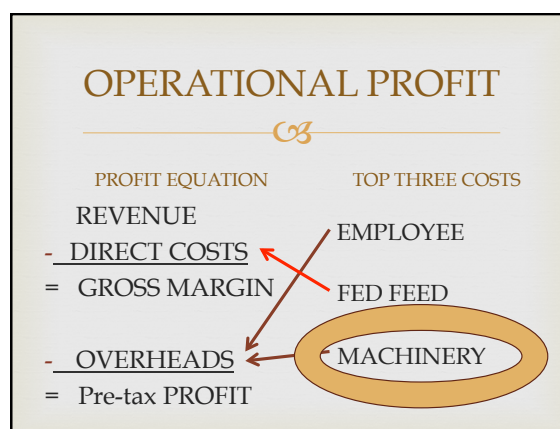 OPERATIONAL PROFIT
PROFIT EQUATION
REVENUE
- DIRECT COSTS
= GROSS MARGIN
- OVERHEADS
= Pre-tax PROFIT
TOP THREE COSTS
EMPLOYEE
FED FEED
MACHINERY